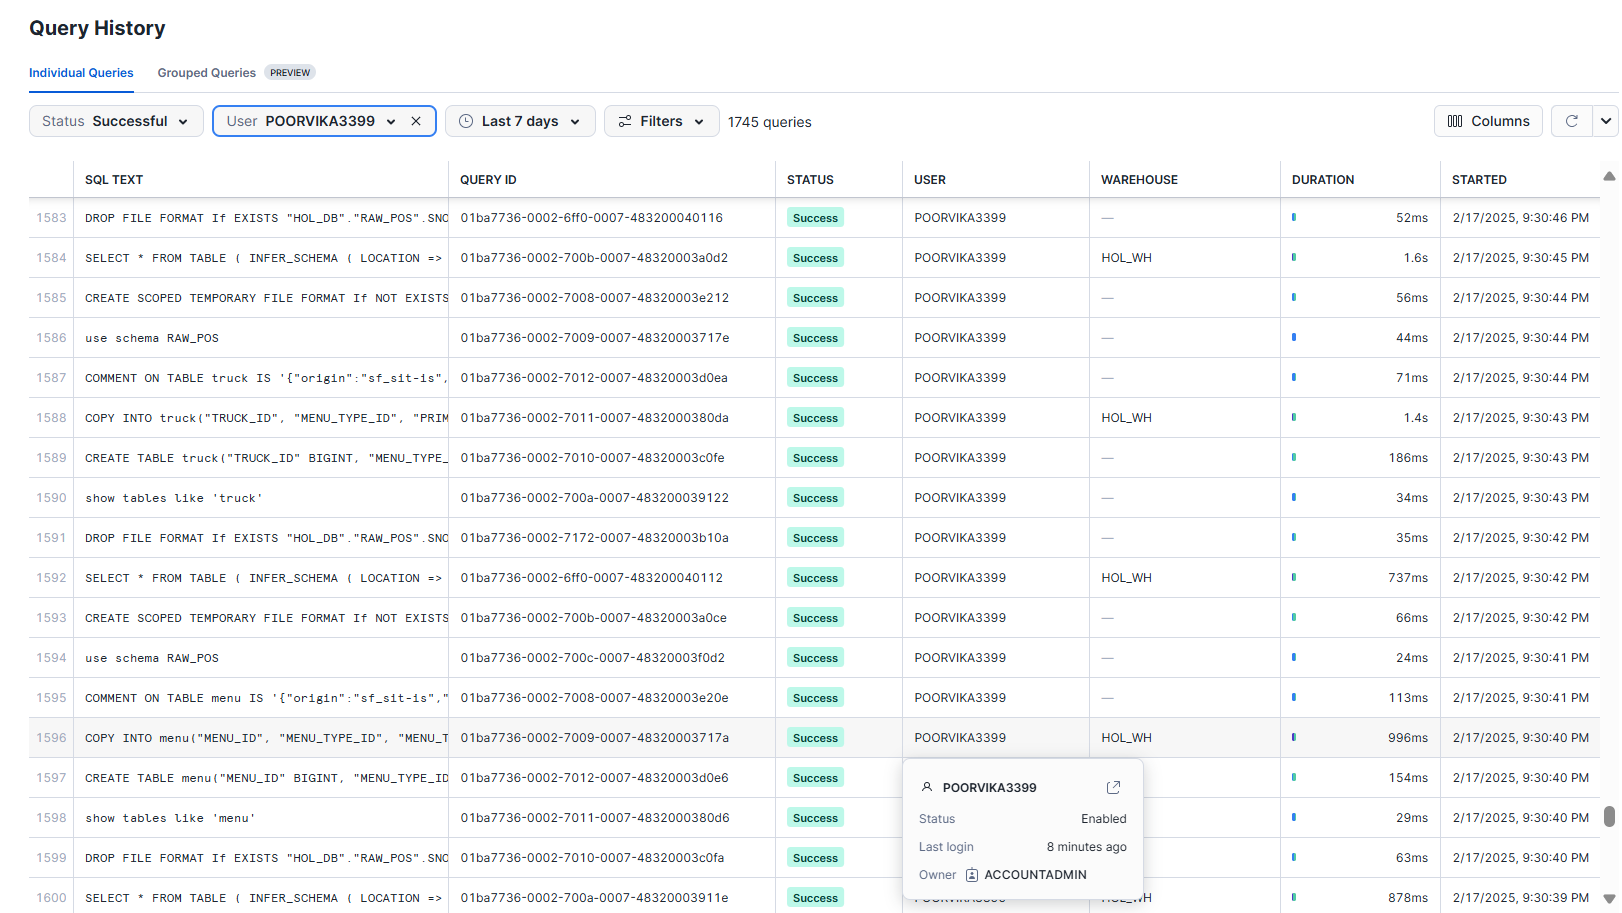 Query History
Individual Queries Grouped Queries PREVIEW
Status Successful User POORVIKA3399 Last 7 days Filters 1745 queries Columns
SQL TEXT QUERY ID STATUS USER WAREHOUSE DURATION STARTED
1583 DROP FILE FORMAT If EXISTS "HOL_DB"."RAW_POS".SNO 01ba7736-0002-6ff0-0007-483200040116 Success POORVIKA3399 — 52ms 2/17/2025, 9:30:46 PM
1584 SELECT * FROM TABLE ( INFER_SCHEMA ( LOCATION => 01ba7736-0002-700b-0007-48320003a0d2 Success POORVIKA3399 HOL_WH 1.6s 2/17/2025, 9:30:45 PM
1585 CREATE SCOPED TEMPORARY FILE FORMAT If NOT EXISTS 01ba7736-0002-7008-0007-48320003e212 Success POORVIKA3399 — 56ms 2/17/2025, 9:30:44 PM
1586 use schema RAW_POS 01ba7736-0002-7009-0007-48320003717e Success POORVIKA3399 — 44ms 2/17/2025, 9:30:44 PM
1587 COMMENT ON TABLE truck IS '{"origin":"sf_sit-is", 01ba7736-0002-7012-0007-48320003d0ea Success POORVIKA3399 — 71ms 2/17/2025, 9:30:44 PM
1588 COPY INTO truck("TRUCK_ID", "MENU_TYPE_ID", "PRIM 01ba7736-0002-7011-0007-4832000380da Success POORVIKA3399 HOL_WH 1.4s 2/17/2025, 9:30:43 PM
1589 CREATE TABLE truck("TRUCK_ID" BIGINT, "MENU_TYPE_ 01ba7736-0002-7010-0007-48320003c0fe Success POORVIKA3399 — 186ms 2/17/2025, 9:30:43 PM
1590 show tables like 'truck' 01ba7736-0002-700a-0007-483200039122 Success POORVIKA3399 — 34ms 2/17/2025, 9:30:43 PM
1591 DROP FILE FORMAT If EXISTS "HOL_DB"."RAW_POS".SNO 01ba7736-0002-7172-0007-48320003b10a Success POORVIKA3399 — 35ms 2/17/2025, 9:30:42 PM
1592 SELECT * FROM TABLE ( INFER_SCHEMA ( LOCATION => 01ba7736-0002-6ff0-0007-483200040112 Success POORVIKA3399 HOL_WH 737ms 2/17/2025, 9:30:42 PM
1593 CREATE SCOPED TEMPORARY FILE FORMAT If NOT EXISTS 01ba7736-0002-700b-0007-48320003a0ce Success POORVIKA3399 — 66ms 2/17/2025, 9:30:42 PM
1594 use schema RAW_POS 01ba7736-0002-700c-0007-48320003f0d2 Success POORVIKA3399 — 24ms 2/17/2025, 9:30:41 PM
1595 COMMENT ON TABLE menu IS '{"origin":"sf_sit-is"," 01ba7736-0002-7008-0007-48320003e20e Success POORVIKA3399 — 113ms 2/17/2025, 9:30:41 PM
1596 COPY INTO menu("MENU_ID", "MENU_TYPE_ID", "MENU_T 01ba7736-0002-7009-0007-48320003717a Success POORVIKA3399 HOL_WH 996ms 2/17/2025, 9:30:40 PM
1597 CREATE TABLE menu("MENU_ID" BIGINT, "MENU_TYPE_ID 01ba7736-0002-7012-0007-48320003d0e6 Success 154ms 2/17/2025, 9:30:40 PM
1598 show tables like 'menu' 01ba7736-0002-7011-0007-4832000380d6 Success 29ms 2/17/2025, 9:30:40 PM
1599 DROP FILE FORMAT If EXISTS "HOL_DB"."RAW_POS".SNO 01ba7736-0002-7010-0007-48320003c0fa Success 63ms 2/17/2025, 9:30:40 PM
1600 SELECT * FROM TABLE ( INFER_SCHEMA ( LOCATION => 01ba7736-0002-700a-0007-48320003911e Success 878ms 2/17/2025, 9:30:39 PM
POORVIKA3399
Status Enabled
Last login 8 minutes ago
Owner ACCOUNTADMIN